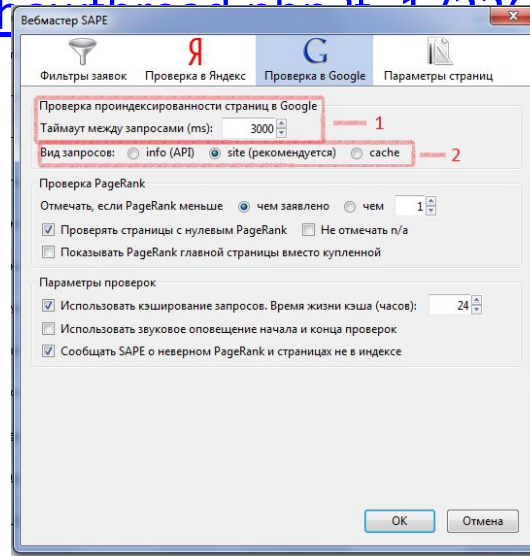 Вебмастер SAPE
Фильтры заявок Проверка в Яндекс Проверка в Google Параметры страниц
Проверка проиндексированности страниц в Google
Таймаут между запросами (ms): 3000 1
Вид запросов: info (API) site (рекомендуется) cache 2
Проверка PageRank
Отмечать, если PageRank меньше чем заявлено чем 1
Проверять страницы с нулевым PageRank Не отмечать n/a
Показывать PageRank главной страницы вместо купленной
Параметры проверок
Использовать кэширование запросов. Время жизни кэша (часов): 24
Использовать звуковое оповещение начала и конца проверок
Сообщать SAPE о неверном PageRank и страницах не в индексе
OK Отмена